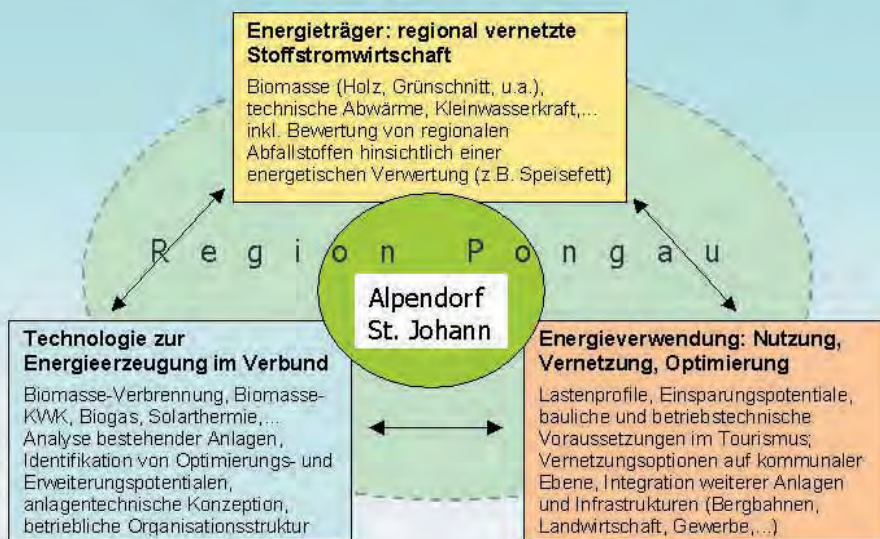 Energieträger: regional vernetzte
Stoffstromwirtschaft
Biomasse (Holz, Grünschnitt, u.a.),
technische Abwärme, Kleinwasserkraft,...
inkl. Bewertung von regionalen
Abfallstoffen hinsichtlich einer
energetischen Verwertung (z.B. Speisefett)
Region Pongau
Alpendorf
St. Johann
Technologie zur
Energieerzeugung im Verbund
Biomasse-Verbrennung, Biomasse-
KWK, Biogas, Solarthermie,...
Analyse bestehender Anlagen,
Identifikation von Optimierungs- und
Erweiterungspotentialen,
anlagentechnische Konzeption,
betriebliche Organisationsstruktur
Energieverwendung: Nutzung,
Vernetzung, Optimierung
Lastenprofile, Einsparungspotentiale,
bauliche und betriebstechnische
Voraussetzungen im Tourismus;
Vernetzungsoptionen auf kommunaler
Ebene, Integration weiterer Anlagen
und Infrastrukturen (Bergbahnen,
Landwirtschaft, Gewerbe,...)